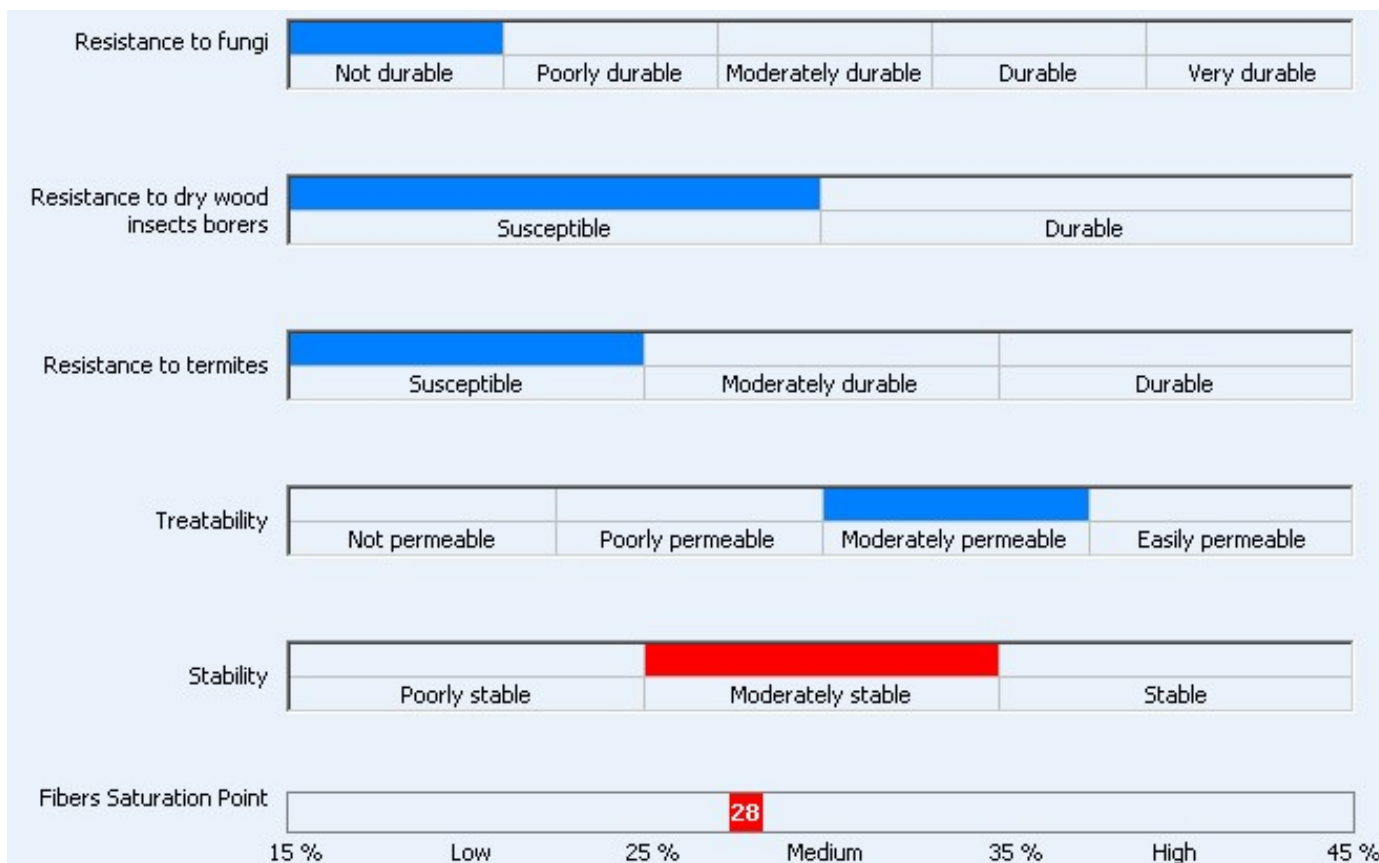 Resistance to fungi
Not durable Poorly durable Moderately durable Durable Very durable
Resistance to dry wood
insects borers
Susceptible Durable
Resistance to termites
Susceptible Moderately durable Durable
Treatability
Not permeable Poorly permeable Moderately permeable Easily permeable
Stability
Poorly stable Moderately stable Stable
Fibers Saturation Point
28
15 % Low 25 % Medium 35 % High 45 %